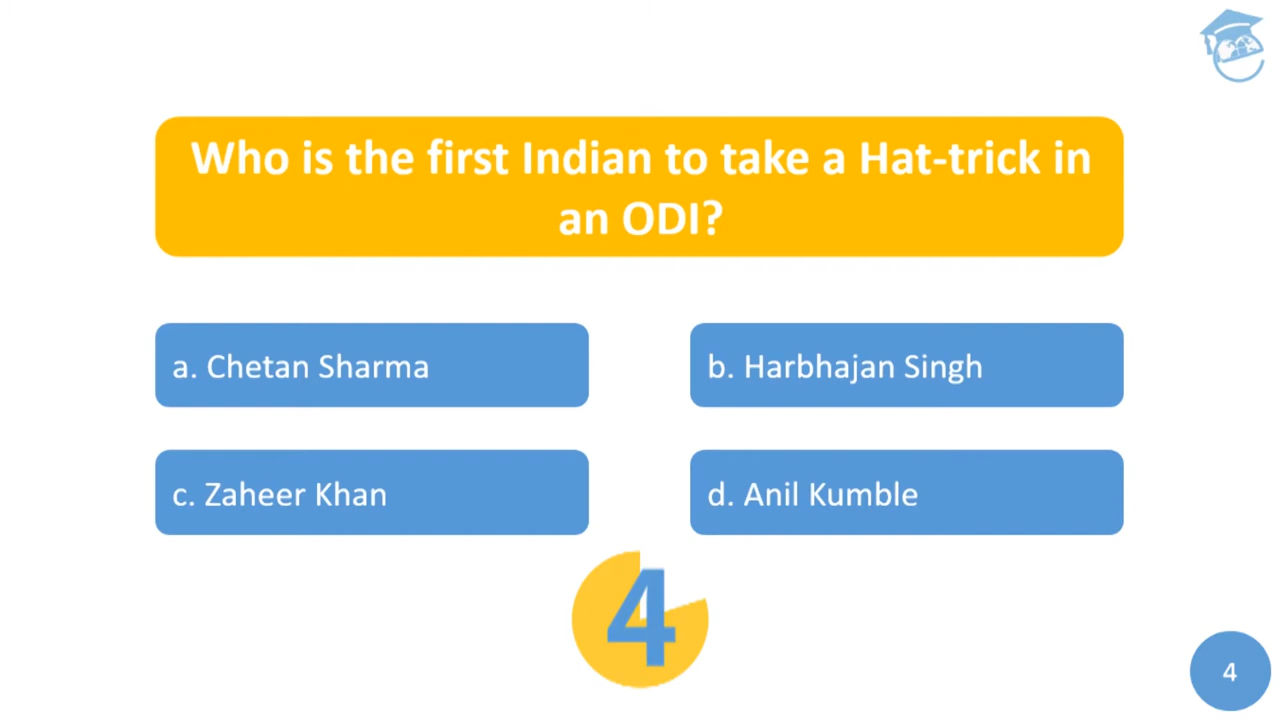 Who is the first Indian to take a Hat-trick in
an ODI?
a. Chetan Sharma
b. Harbhajan Singh
c. Zaheer Khan
d. Anil Kumble
4
4